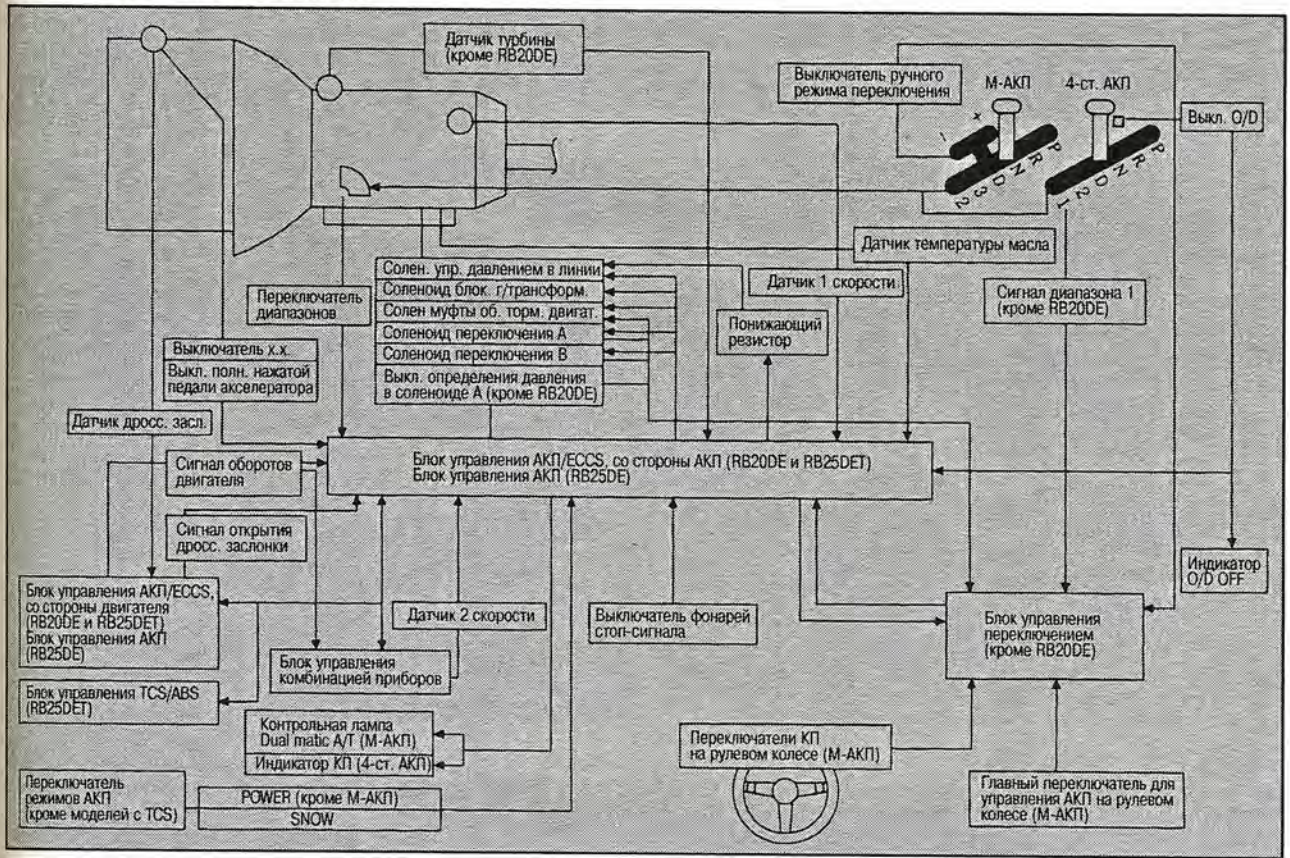 Датчик турбины
(кроме RB20DE)
Выключатель ручного
режима переключения
М-АКП
4-ст. АКП
Выкл. O/D
+
-
P
R
N
D
3
2
P
R
N
D
2
1
Датчик температуры масла
Солен. упр. давлением в линии
Соленоид блок. г/трансформ.
Солен муфты об. торм. двигат.
Соленоид переключения А
Соленоид переключения В
Выкл. определения давления
в соленоиде А (кроме RB20DE)
Переключатель
диапазонов
Датчик 1 скорости
Сигнал диапазона 1
(кроме RB20DE)
Понижающий
резистор
Выключатель х.х.
Выкл. полн. нажатой
педали акселератора
Датчик дросс. засл.
Сигнал оборотов
двигателя
Блок управления АКП/ECCS, со стороны АКП (RB20DE и RB25DET)
Блок управления АКП (RB25DE)
Сигнал открытия
дросс. заслонки
Индикатор
O/D OFF
Блок управления АКП/ECCS,
со стороны двигателя
(RB20DE и RB25DET)
Блок управления АКП
(RB25DE)
Датчик 2 скорости
Выключатель фонарей
стоп-сигнала
Блок управления
переключением
(кроме RB20DE)
Блок управления
комбинацией приборов
Блок управления TCS/ABS
(RB25DET)
Контрольная лампа
Dual matic A/T (М-АКП)
Индикатор КП (4-ст. АКП)
Переключатели КП
на рулевом колесе (М-АКП)
Главный переключатель для
управления АКП на рулевом
колесе (М-АКП)
Переключатель
режимов АКП
(кроме моделей с TCS)
POWER (кроме М-АКП)
SNOW